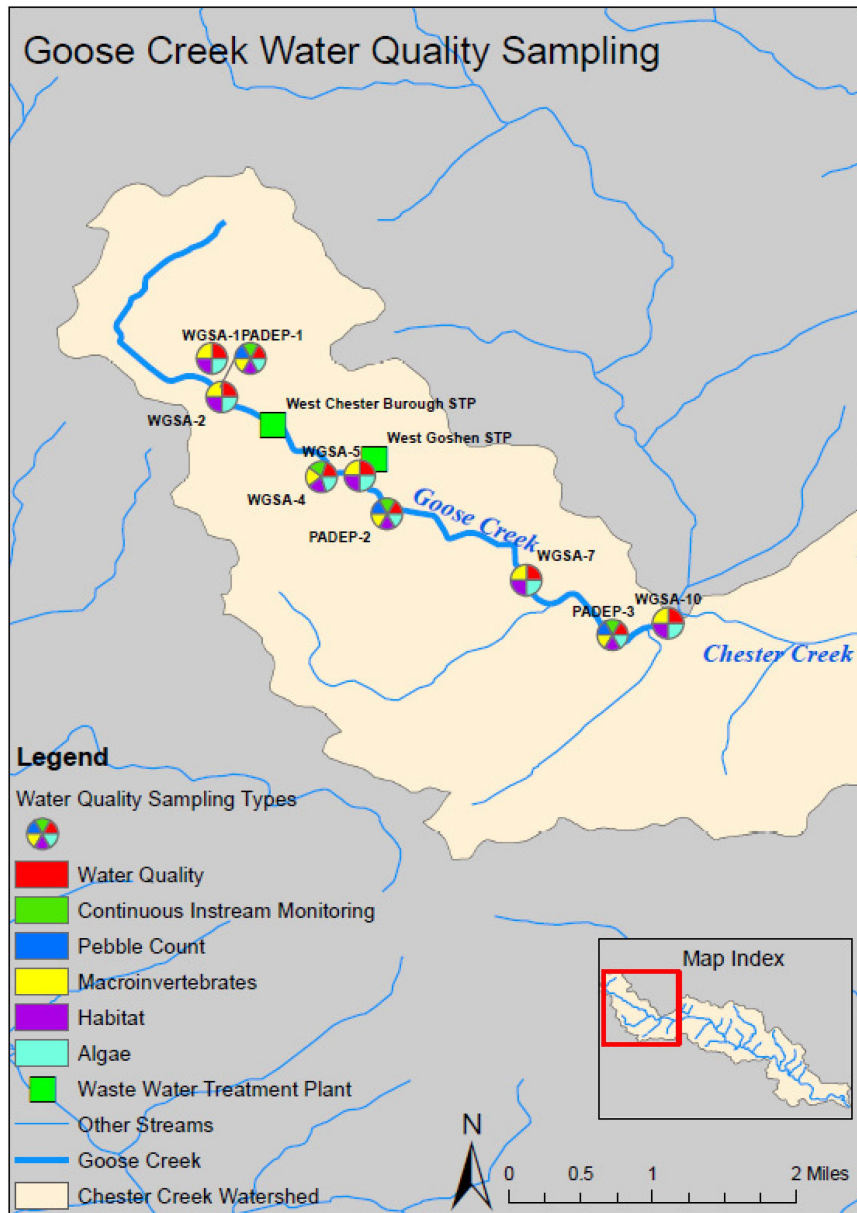 Goose Creek Water Quality Sampling
WGSA-1
PADEP-1
WGSA-2
West Chester Burough STP
WGSA-5
West Goshen STP
WGSA-4
Goose Creek
PADEP-2
WGSA-7
PADEP-3
WGSA-10
Chester Creek
Legend
Water Quality Sampling Types
Water Quality
Continuous Instream Monitoring
Pebble Count
Macroinvertebrates
Habitat
Algae
Waste Water Treatment Plant
Other Streams
Goose Creek
Chester Creek Watershed
Map Index
N
0 0.5 1 2 Miles